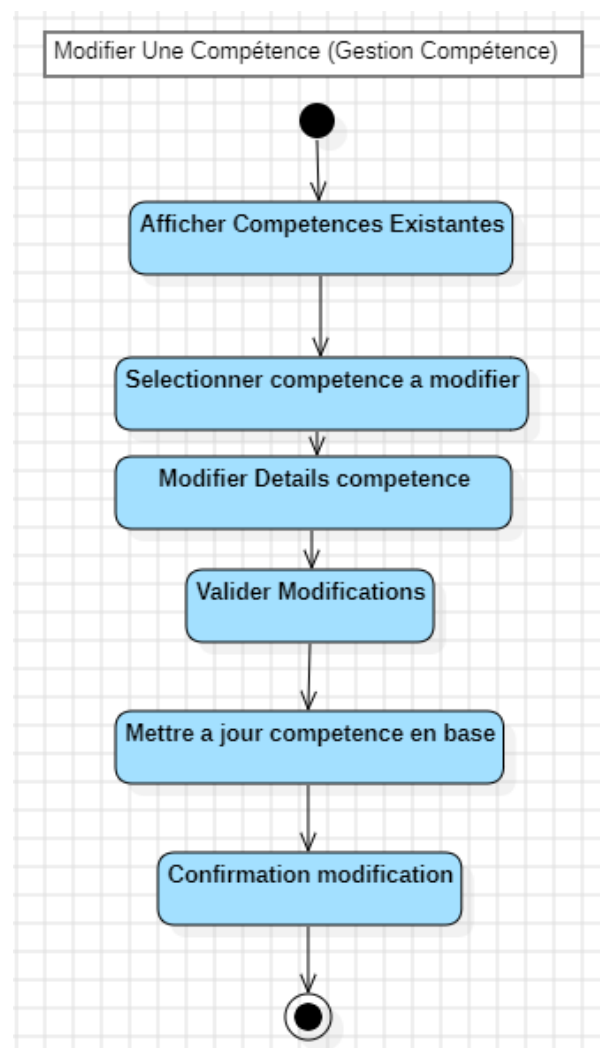 Modifier Une Compétence (Gestion Compétence)
Afficher Competences Existantes
Selectionner competence a modifier
Modifier Details competence
Valider Modifications
Mettre a jour competence en base
Confirmation modification